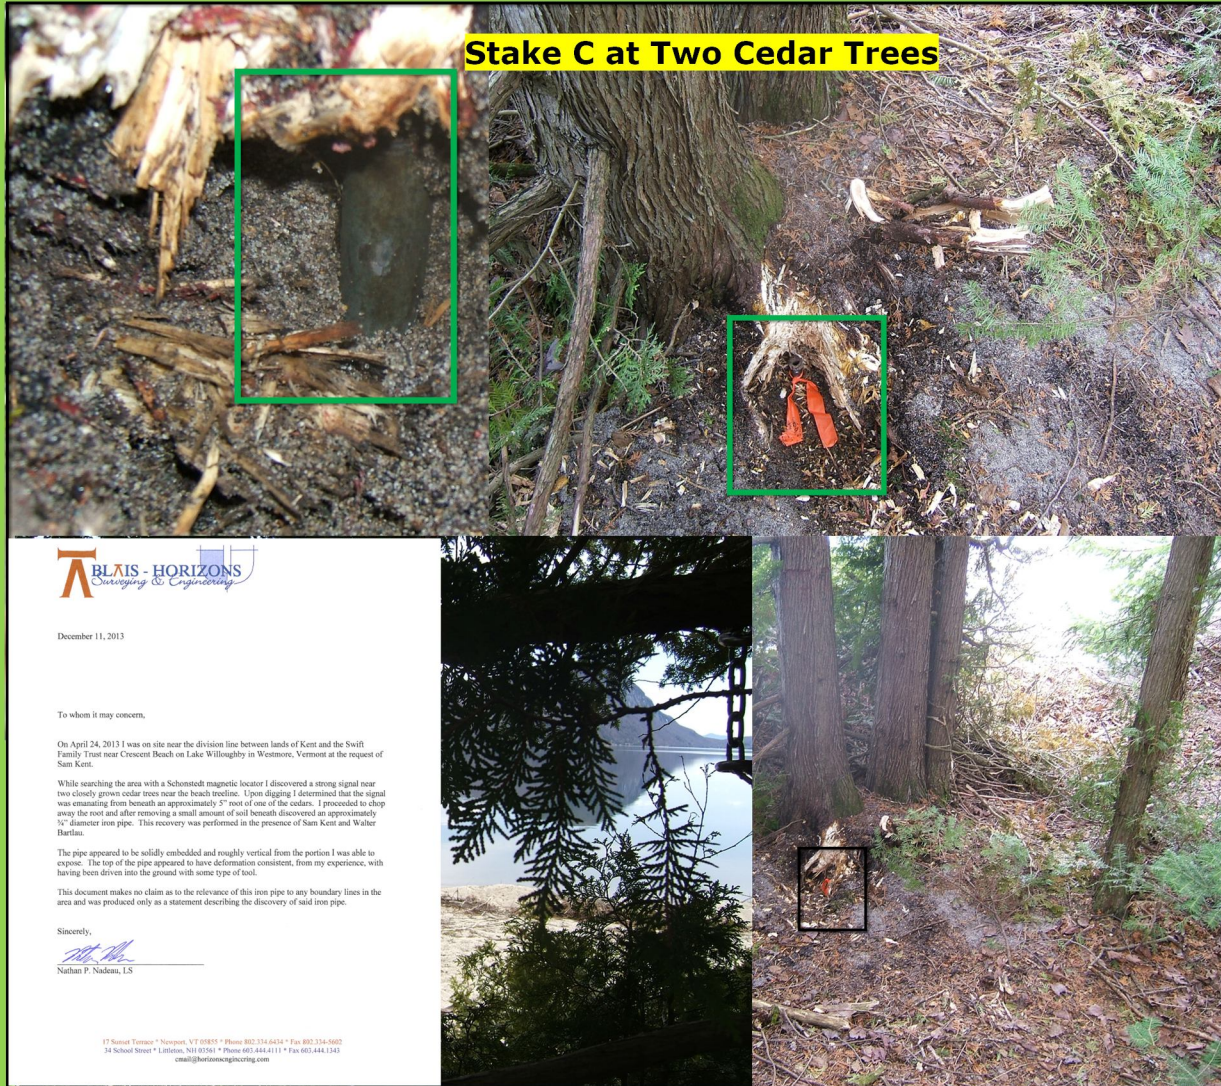 Stake C at Two Cedar Trees
BLAIS - HORIZONS
Surveying & Engineering
December 11, 2013
To whom it may concern,
On April 24, 2013 I was on site near the division line between lands of Kent and the Swift
Family Trust near Crescent Beach on Lake Willoughby in Westmore, Vermont at the request of
Sam Kent.
While searching the area with a Schonstedt magnetic locator I discovered a strong signal near
two closely grown cedar trees near the beach treeline. Upon digging I determined that the signal
was emanating from beneath an approximately 5" root of one of the cedars. I proceeded to chop
away the root and after removing a small amount of soil beneath discovered an approximately
¾" diameter iron pipe. This recovery was performed in the presence of Sam Kent and Walter
Bartlau.
The pipe appeared to be solidly embedded and roughly vertical from the portion I was able to
expose. The top of the pipe appeared to have deformation consistent, from my experience, with
having been driven into the ground with some type of tool.
This document makes no claim as to the relevance of this iron pipe to any boundary lines in the
area and was produced only as a statement describing the discovery of said iron pipe.
Sincerely,
Nathan P. Nadeau, LS
17 Sunset Terrace * Newport, VT 05855 * Phone 802.334.6434 * Fax 802.334-5602
34 School Street * Littleton, NH 03561 * Phone 603.444.4111 * Fax 603.444.1343
email@horizonsengineering.com